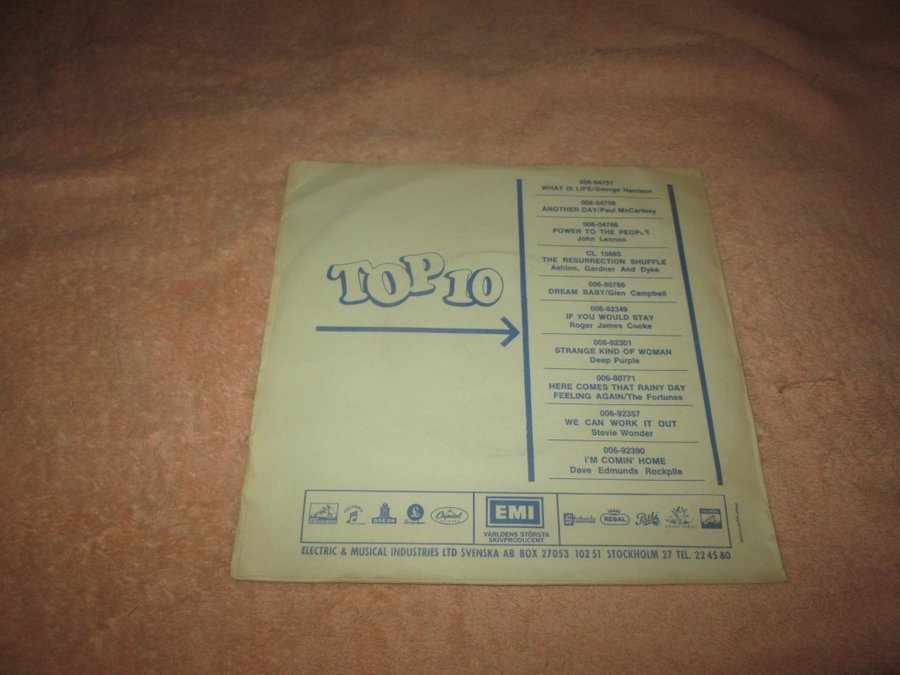 TOP 10
006-04751
WHAT IS LIFE/George Harrison
006-04758
ANOTHER DAY/Paul McCartney
006-04766
POWER TO THE PEOPLE
John Lennon
CL 15665
THE RESURRECTION SHUFFLE
Ashton, Gardner And Dyke
006-80766
DREAM BABY/Glen Campbell
006-92349
IF YOU WOULD STAY
Roger James Cooke
006-92301
STRANGE KIND OF WOMAN
Deep Purple
006-80771
HERE COMES THAT RAINY DAY
FEELING AGAIN/The Fortunes
006-92357
WE CAN WORK IT OUT
Stevie Wonder
006-92390
I'M COMIN' HOME
Dave Edmunds Rockpile
COLUMBIA
ODEON
Parlophone
Capitol
RECORDS
EMI
VÄRLDENS STÖRSTA
SKIVPRODUCENT
Stateside
REGAL
Pathé
ELECTRIC & MUSICAL INDUSTRIES LTD SVENSKA AB BOX 27053 102 51 STOCKHOLM 27 TEL. 22 45 80